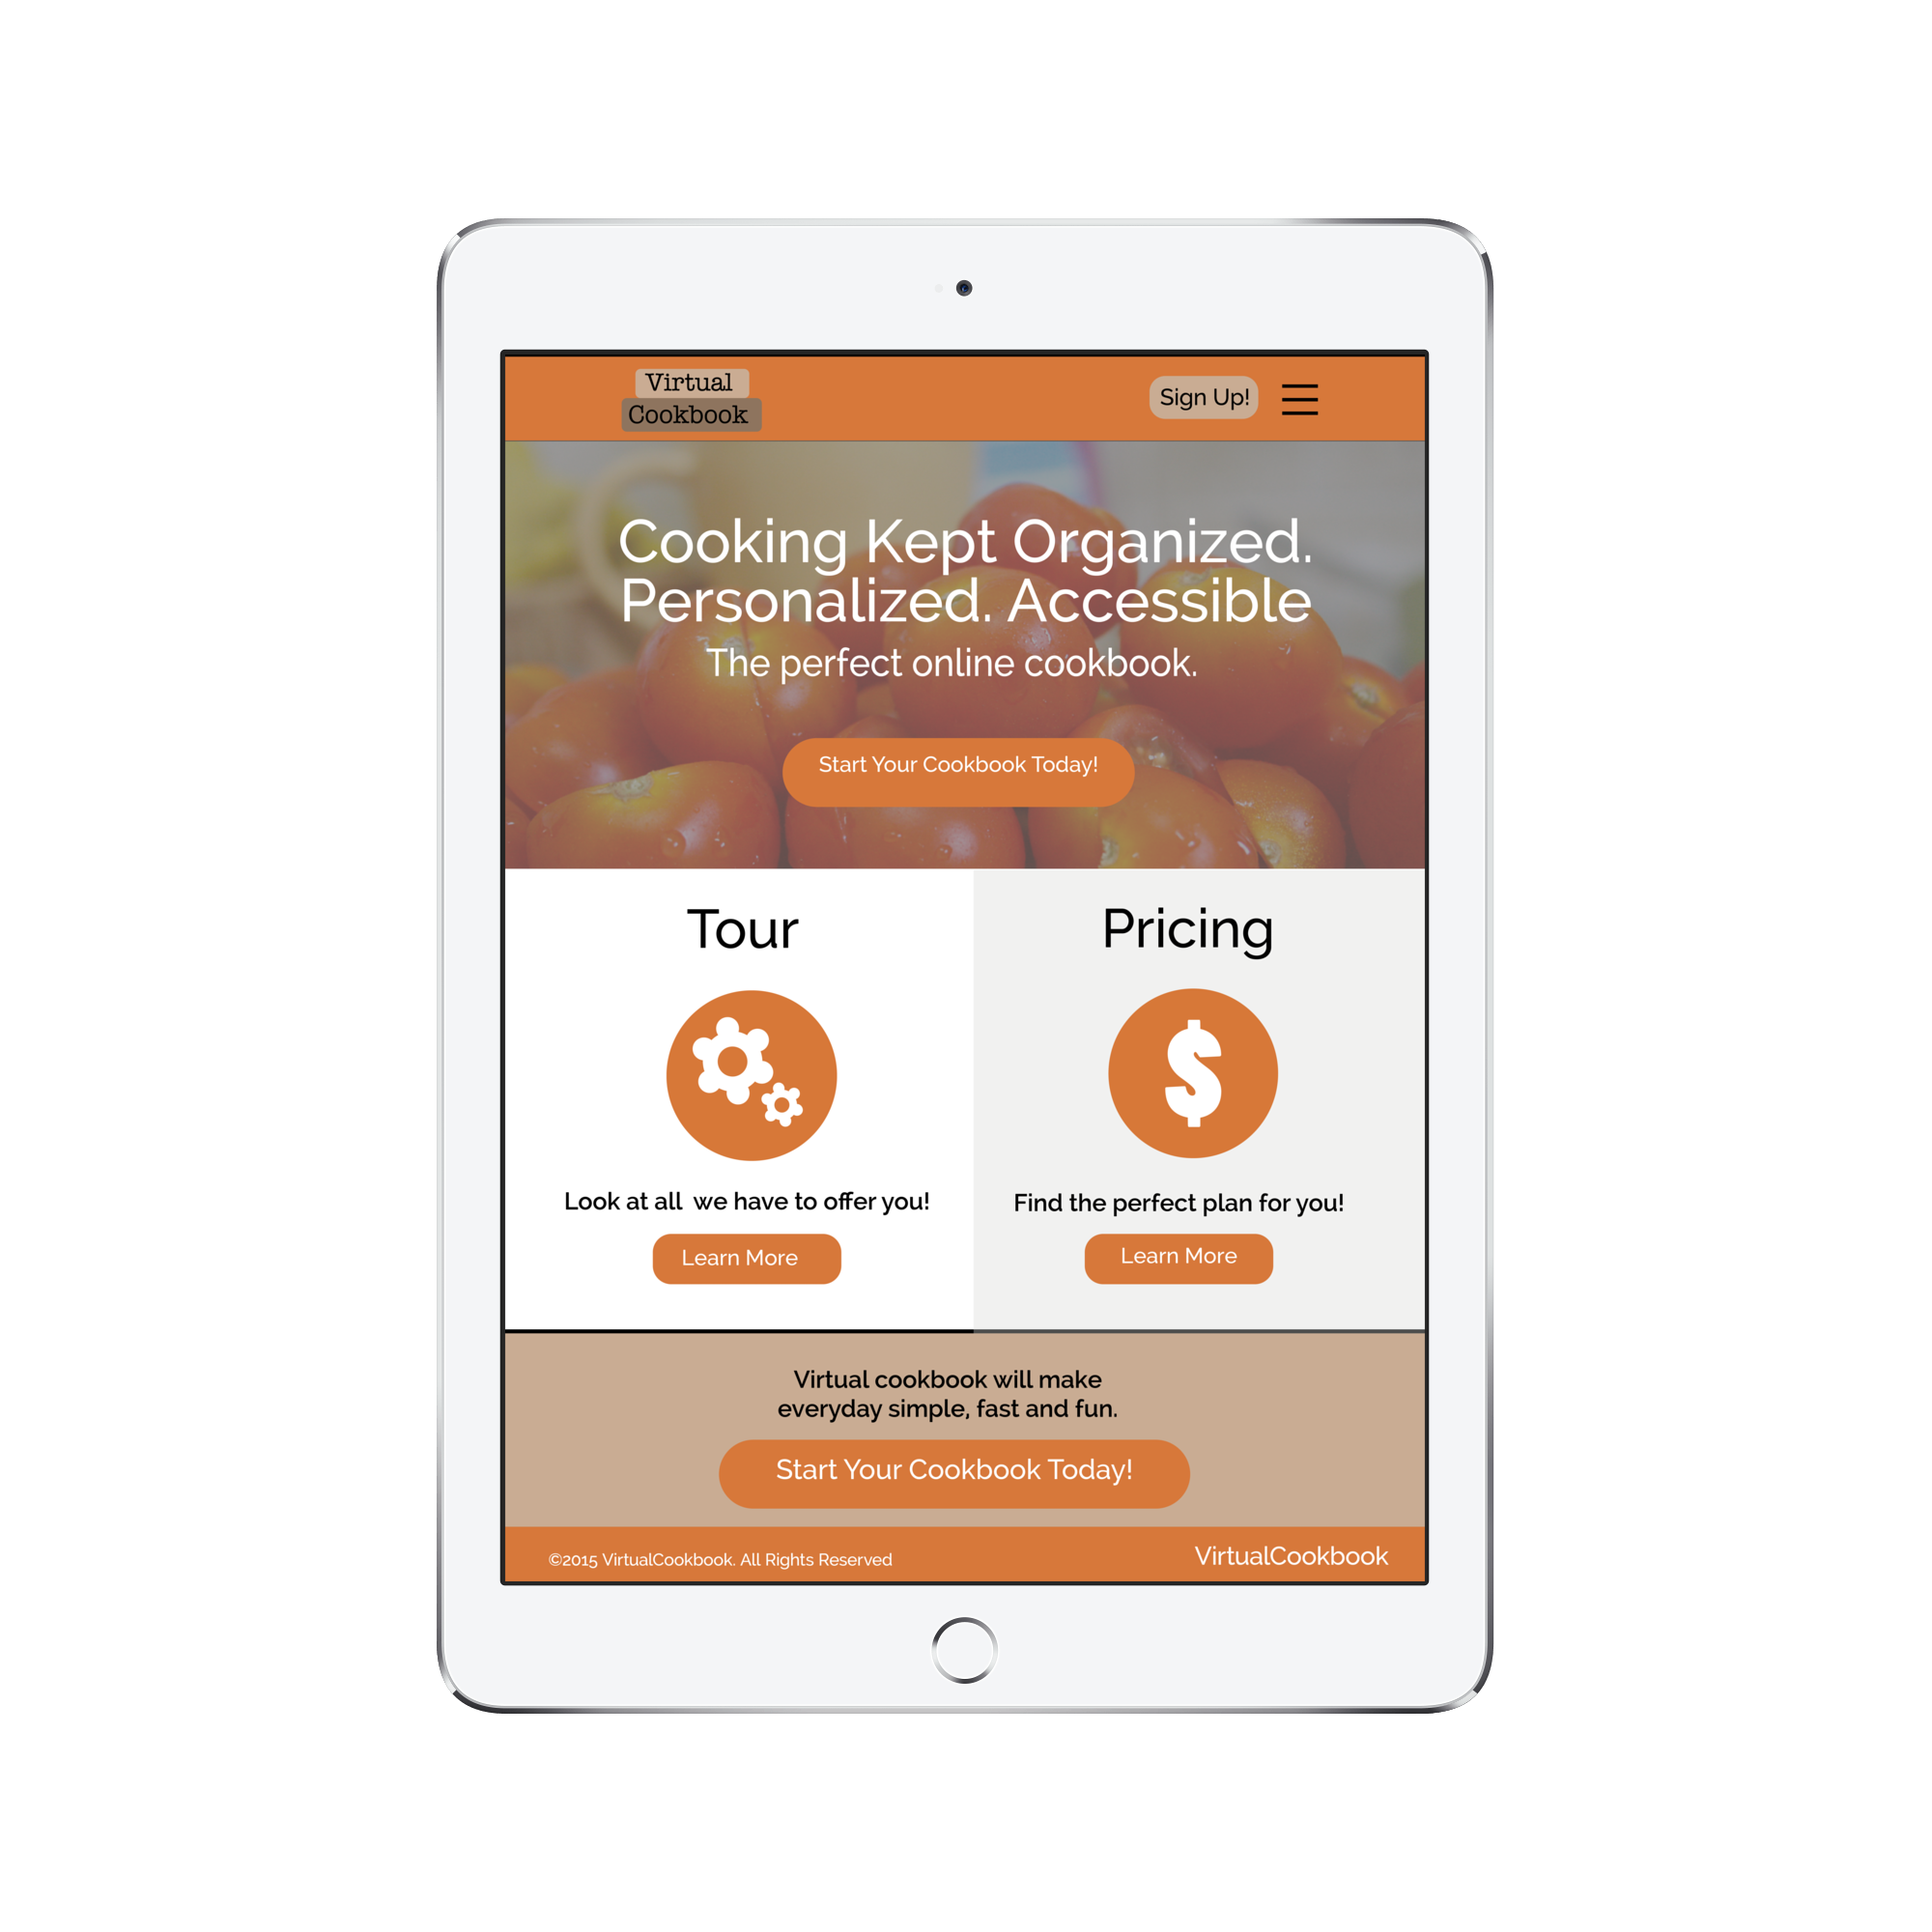 Virtual
Cookbook
Sign Up!
Cooking Kept Organized.
Personalized. Accessible
The perfect online cookbook.
Start Your Cookbook Today!
Tour
Pricing
Look at all  we have to offer you!
Find the perfect plan for you!
Learn More
Learn More
Virtual cookbook will make
everyday simple, fast and fun.
Start Your Cookbook Today!
©2015 VirtualCookbook. All Rights Reserved
VirtualCookbook